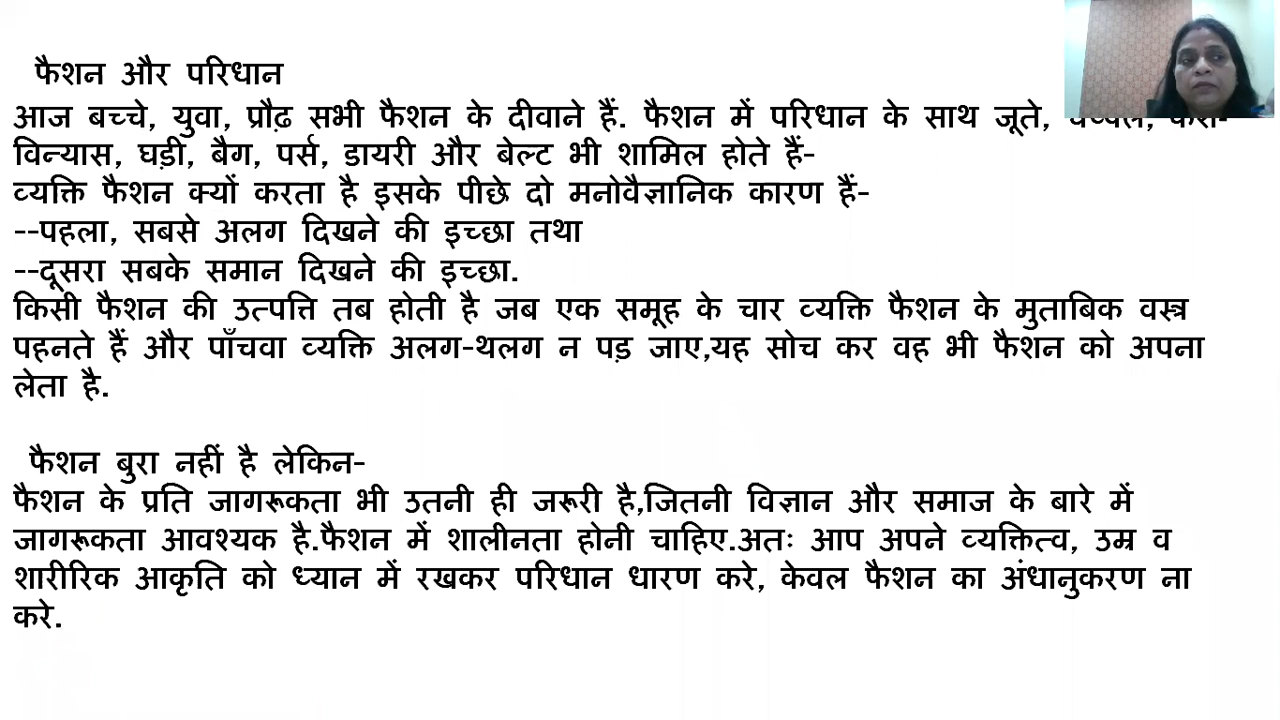 फैशन और परिधान
आज बच्चे, युवा, प्रौढ़ सभी फैशन के दीवाने हैं. फैशन में परिधान के साथ जूते,
विन्यास, घड़ी, बैग, पर्स, डायरी और बेल्ट भी शामिल होते हैं-
व्यक्ति फैशन क्यों करता है इसके पीछे दो मनोवैज्ञानिक कारण हैं-
--पहला, सबसे अलग दिखने की इच्छा तथा
--दूसरा सबके समान दिखने की इच्छा.
किसी फैशन की उत्पत्ति तब होती है जब एक समूह के चार व्यक्ति फैशन के मुताबिक वस्त्र
पहनते हैं और पाँचवा व्यक्ति अलग-थलग न पड़ जाए,यह सोच कर वह भी फैशन को अपना
लेता है.
फैशन बुरा नहीं है लेकिन-
फैशन के प्रति जागरूकता भी उतनी ही जरूरी है,जितनी विज्ञान और समाज के बारे में
जागरूकता आवश्यक है.फैशन में शालीनता होनी चाहिए.अतः आप अपने व्यक्तित्व, उम्र व
शारीरिक आकृति को ध्यान में रखकर परिधान धारण करे, केवल फैशन का अंधानुकरण ना
करे.